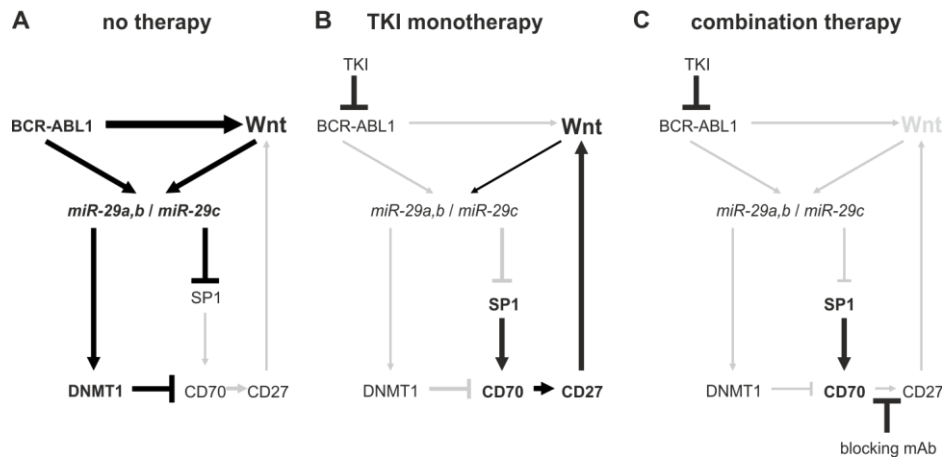 A no therapy
BCR-ABL1 Wnt
miR-29a,b / miR-29c
SP1
DNMT1 CD70 CD27
B TKI monotherapy
TKI
BCR-ABL1 Wnt
miR-29a,b / miR-29c
SP1
DNMT1 CD70 CD27
C combination therapy
TKI
BCR-ABL1 Wnt
miR-29a,b / miR-29c
SP1
DNMT1 CD70 CD27
blocking mAb